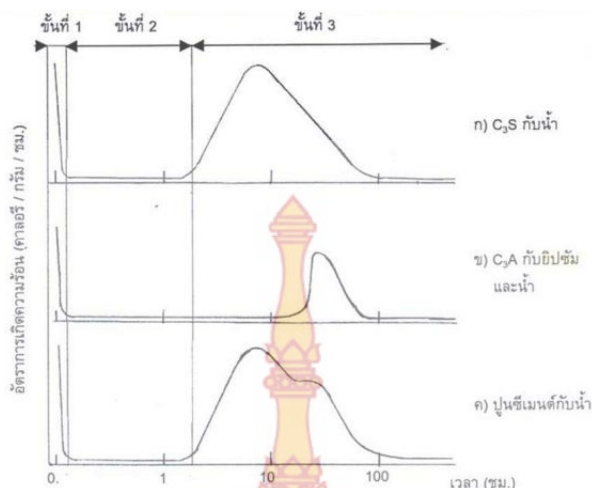 ขั้นที่ 1
ขั้นที่ 2
ขั้นที่ 3
อัตราการเกิดความร้อน (คาลอรี / กรัม / ชม.)
ก) C₃S กับน้ำ
ข) C₃A กับยิปซัม
และน้ำ
ค) ปูนซีเมนต์กับน้ำ
0. 1 10 100
เวลา (ชม.)